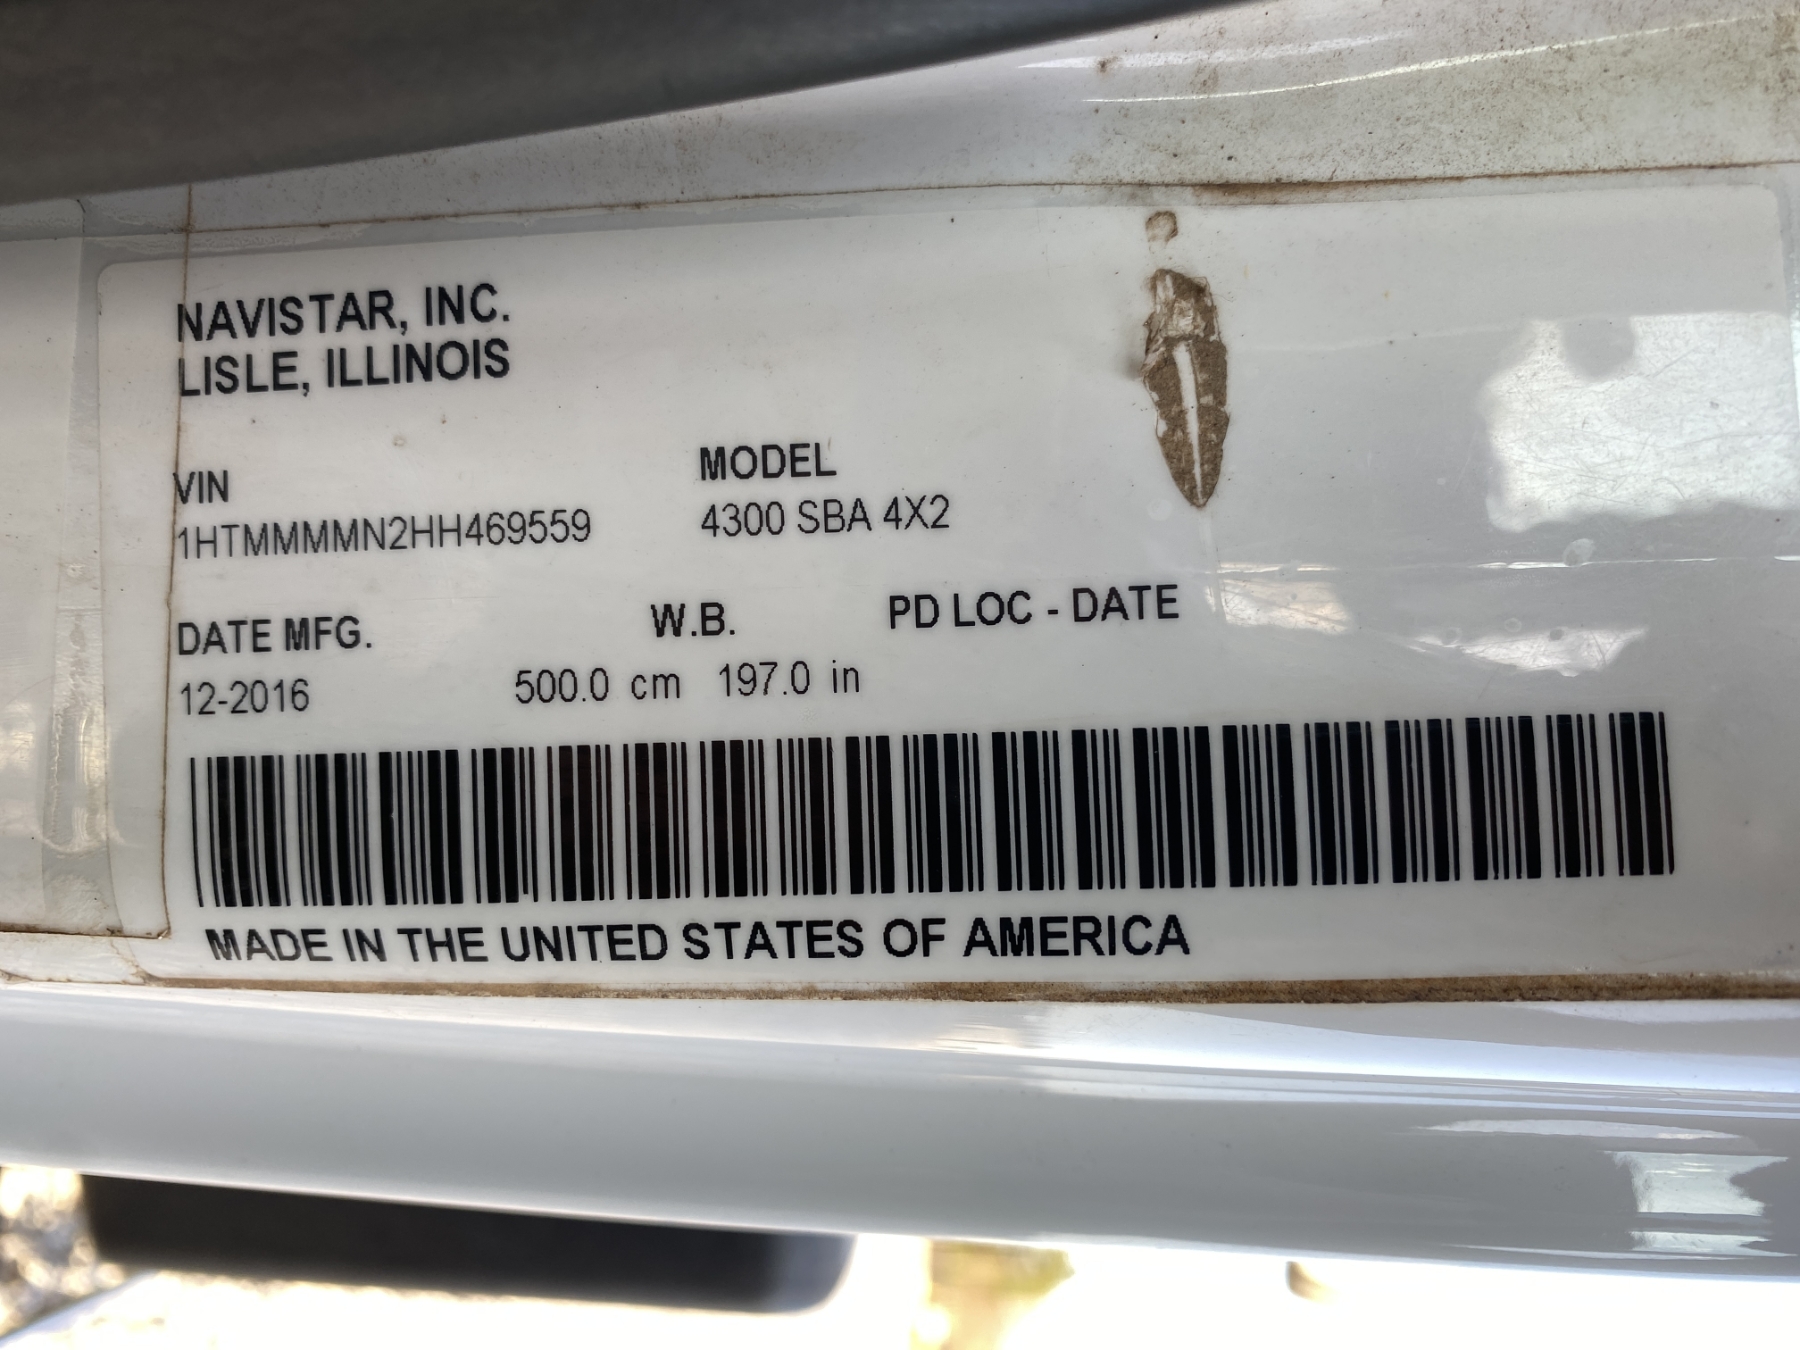 NAVISTAR, INC.
LISLE, ILLINOIS
VIN
1HTMMMMN2HH469559
MODEL
4300 SBA 4X2
DATE MFG.
12-2016
W.B.
500.0 cm 197.0 in
PD LOC - DATE
MADE IN THE UNITED STATES OF AMERICA